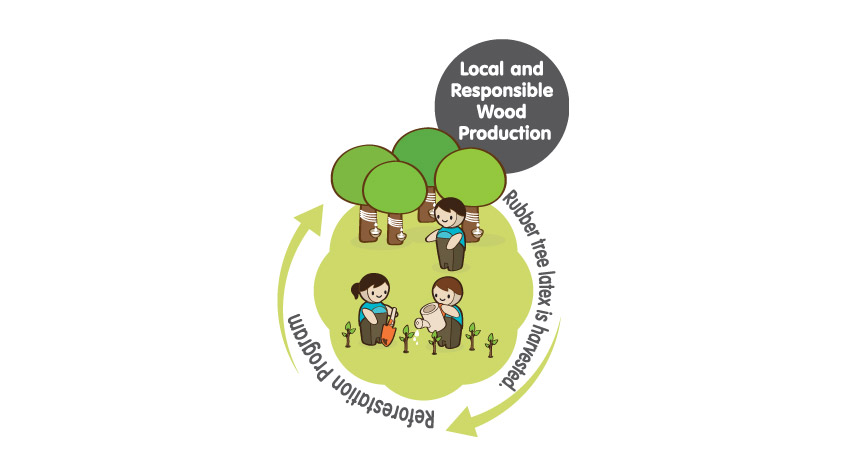 Local and
Responsible
Wood
Production
Rubber tree latex is harvested.
Reforestation Program